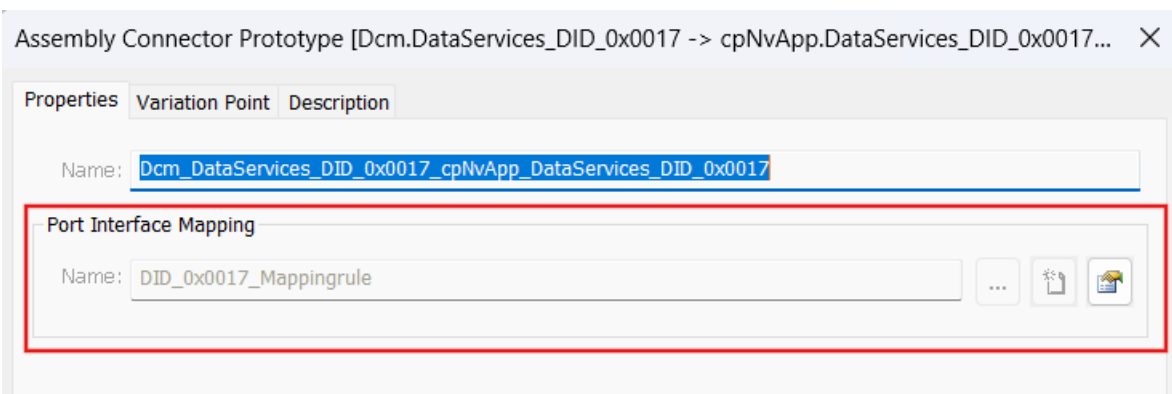 Assembly Connector Prototype [Dcm.DataServices_DID_0x0017 -> cpNvApp.DataServices_DID_0x0017...
Properties Variation Point Description
Name: Dcm_DataServices_DID_0x0017_cpNvApp_DataServices_DID_0x0017
Port Interface Mapping
Name: DID_0x0017_Mappingrule ...